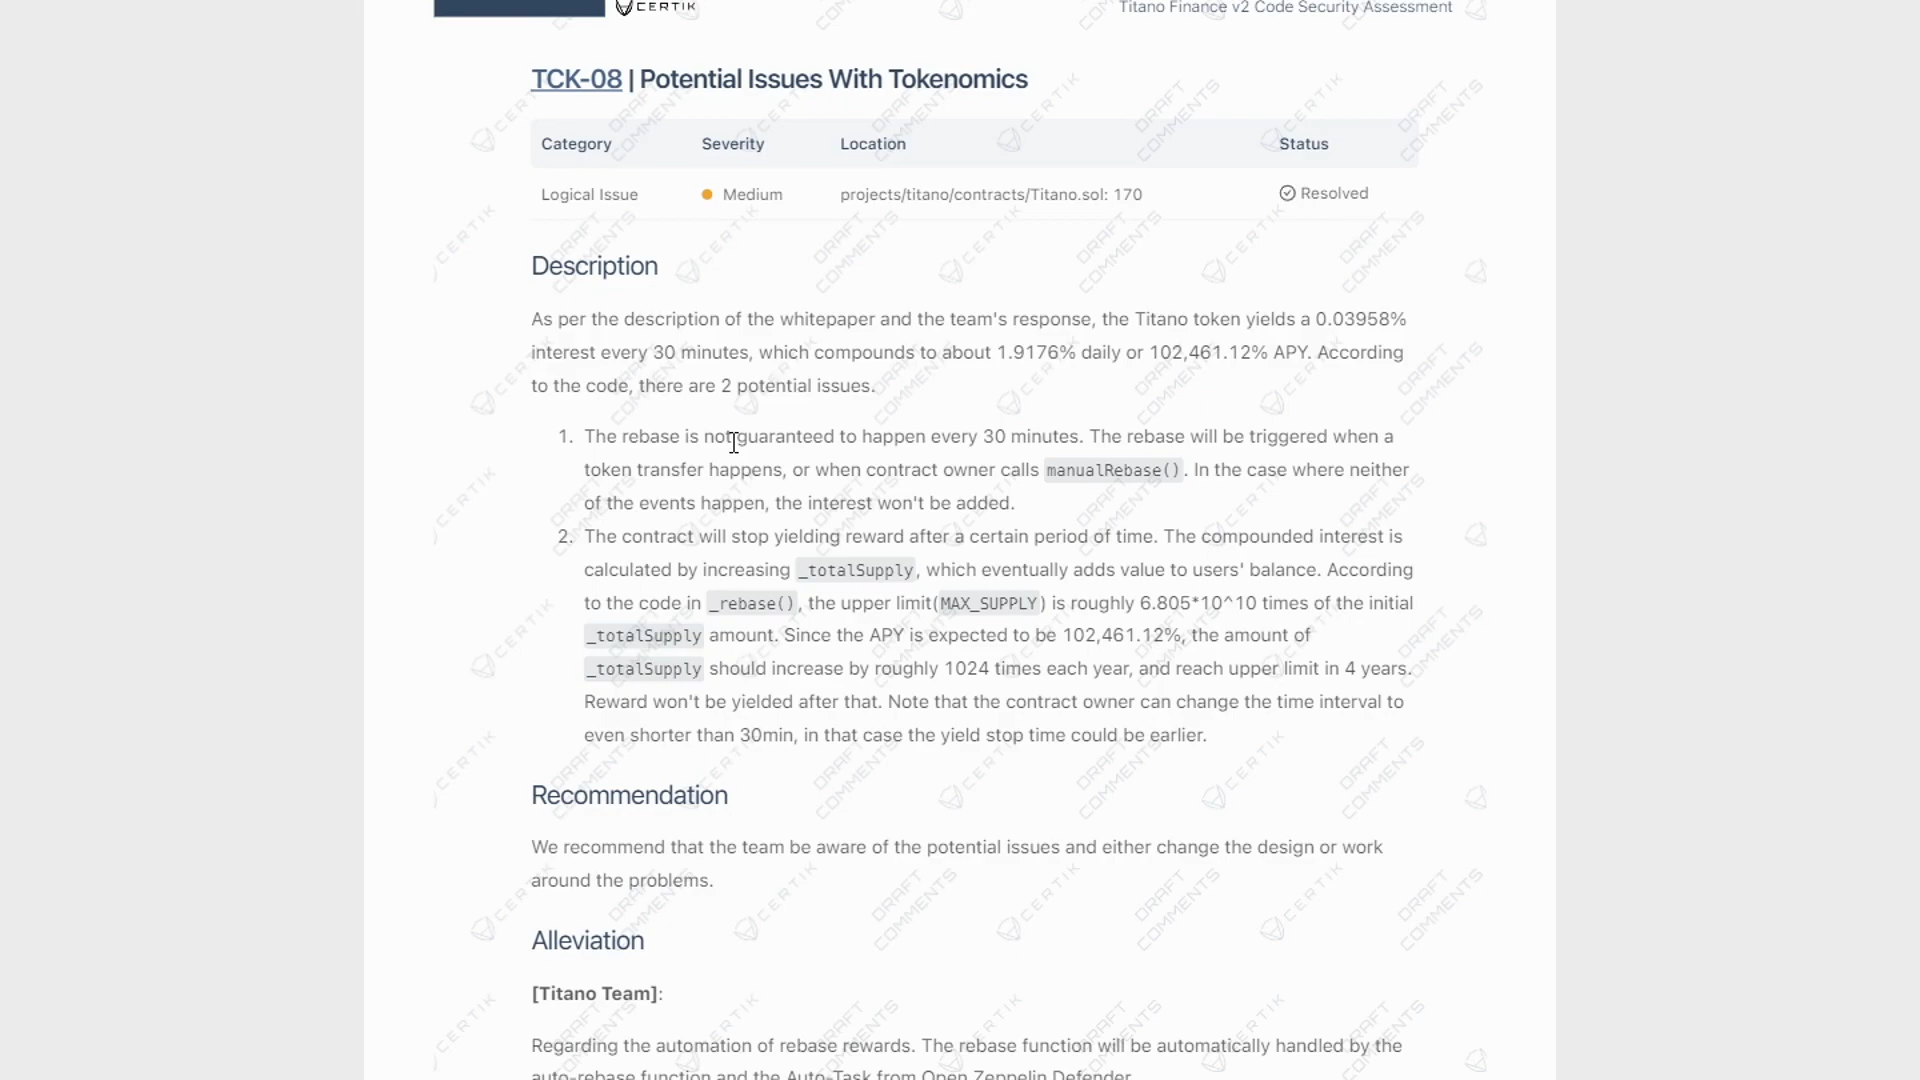 CERTIK
Titano Finance v2 Code Security Assessment
TCK-08 | Potential Issues With Tokenomics
Category Severity Location Status
Logical Issue Medium projects/titano/contracts/Titano.sol: 170 Resolved
Description
As per the description of the whitepaper and the team's response, the Titano token yields a 0.03958%
interest every 30 minutes, which compounds to about 1.9176% daily or 102,461.12% APY. According
to the code, there are 2 potential issues.
1. The rebase is not guaranteed to happen every 30 minutes. The rebase will be triggered when a
token transfer happens, or when contract owner calls manualRebase(). In the case where neither
of the events happen, the interest won't be added.
2. The contract will stop yielding reward after a certain period of time. The compounded interest is
calculated by increasing _totalSupply, which eventually adds value to users' balance. According
to the code in _rebase(), the upper limit(MAX_SUPPLY) is roughly 6.805*10^10 times of the initial
_totalSupply amount. Since the APY is expected to be 102,461.12%, the amount of
_totalSupply should increase by roughly 1024 times each year, and reach upper limit in 4 years.
Reward won't be yielded after that. Note that the contract owner can change the time interval to
even shorter than 30min, in that case the yield stop time could be earlier.
Recommendation
We recommend that the team be aware of the potential issues and either change the design or work
around the problems.
Alleviation
[Titano Team]:
Regarding the automation of rebase rewards. The rebase function will be automatically handled by the
auto-rebase function and the Auto-Task from Open Zeppelin Defender.